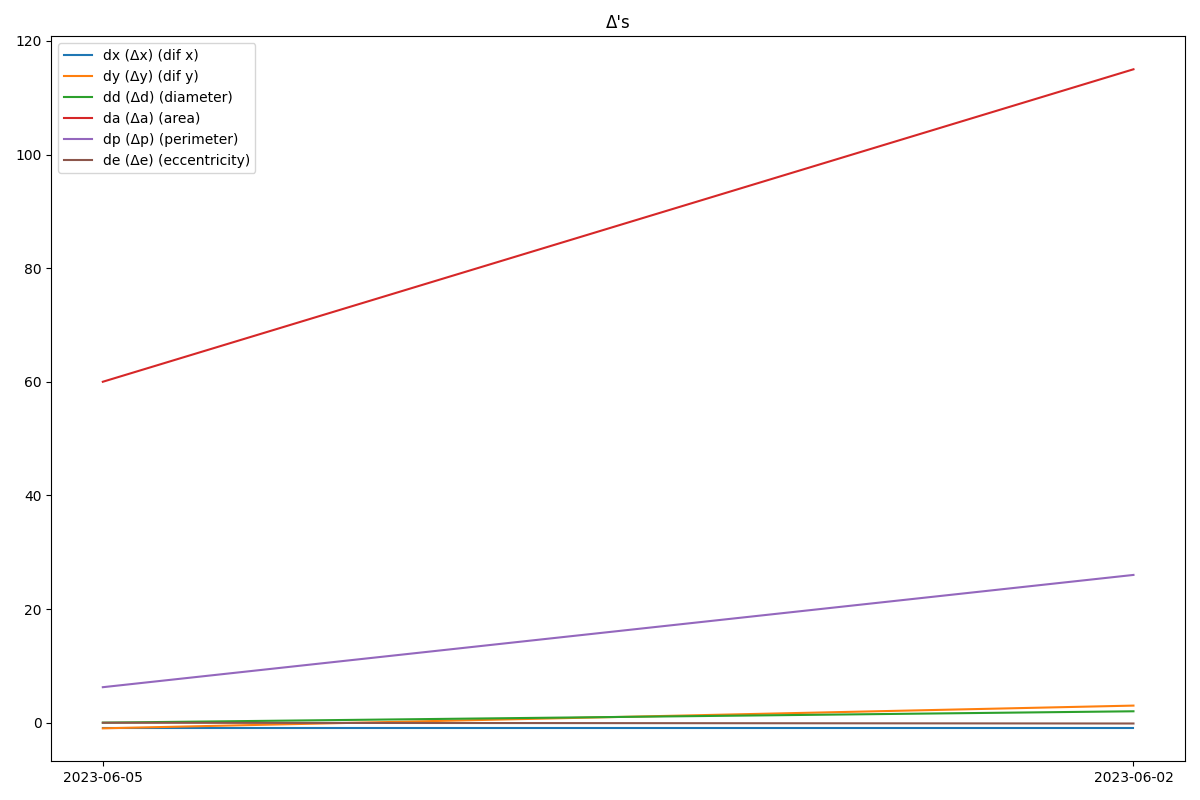 Δ's
120
100
80
60
40
20
0
dx (Δx) (dif x)
dy (Δy) (dif y)
dd (Δd) (diameter)
da (Δa) (area)
dp (Δp) (perimeter)
de (Δe) (eccentricity)
2023-06-05
2023-06-02